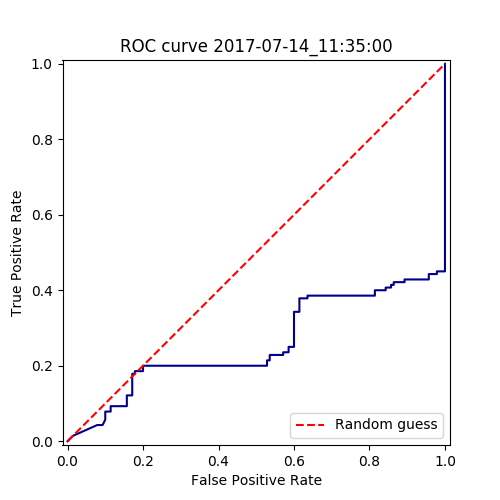 ROC curve 2017-07-14_11:35:00
True Positive Rate
1.0
0.8
0.6
0.4
0.2
0.0
Random guess
0.0 0.2 0.4 0.6 0.8 1.0
False Positive Rate